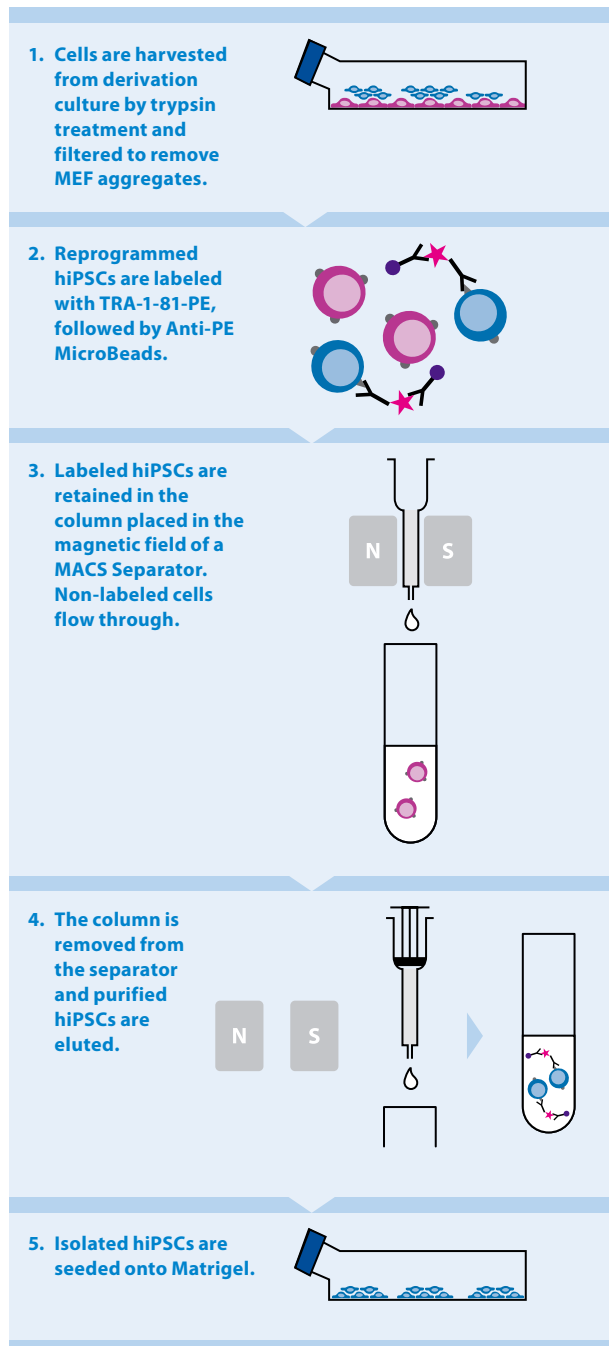 1. Cells are harvested
from derivation
culture by trypsin
treatment and
filtered to remove
MEF aggregates.
2. Reprogrammed
hiPSCs are labeled
with TRA-1-81-PE,
followed by Anti-PE
MicroBeads.
3. Labeled hiPSCs are
retained in the
column placed in the
magnetic field of a
MACS Separator.
Non-labeled cells
flow through.
N S
4. The column is
removed from
the separator
and purified
hiPSCs are
eluted.
N S
5. Isolated hiPSCs are
seeded onto Matrigel.